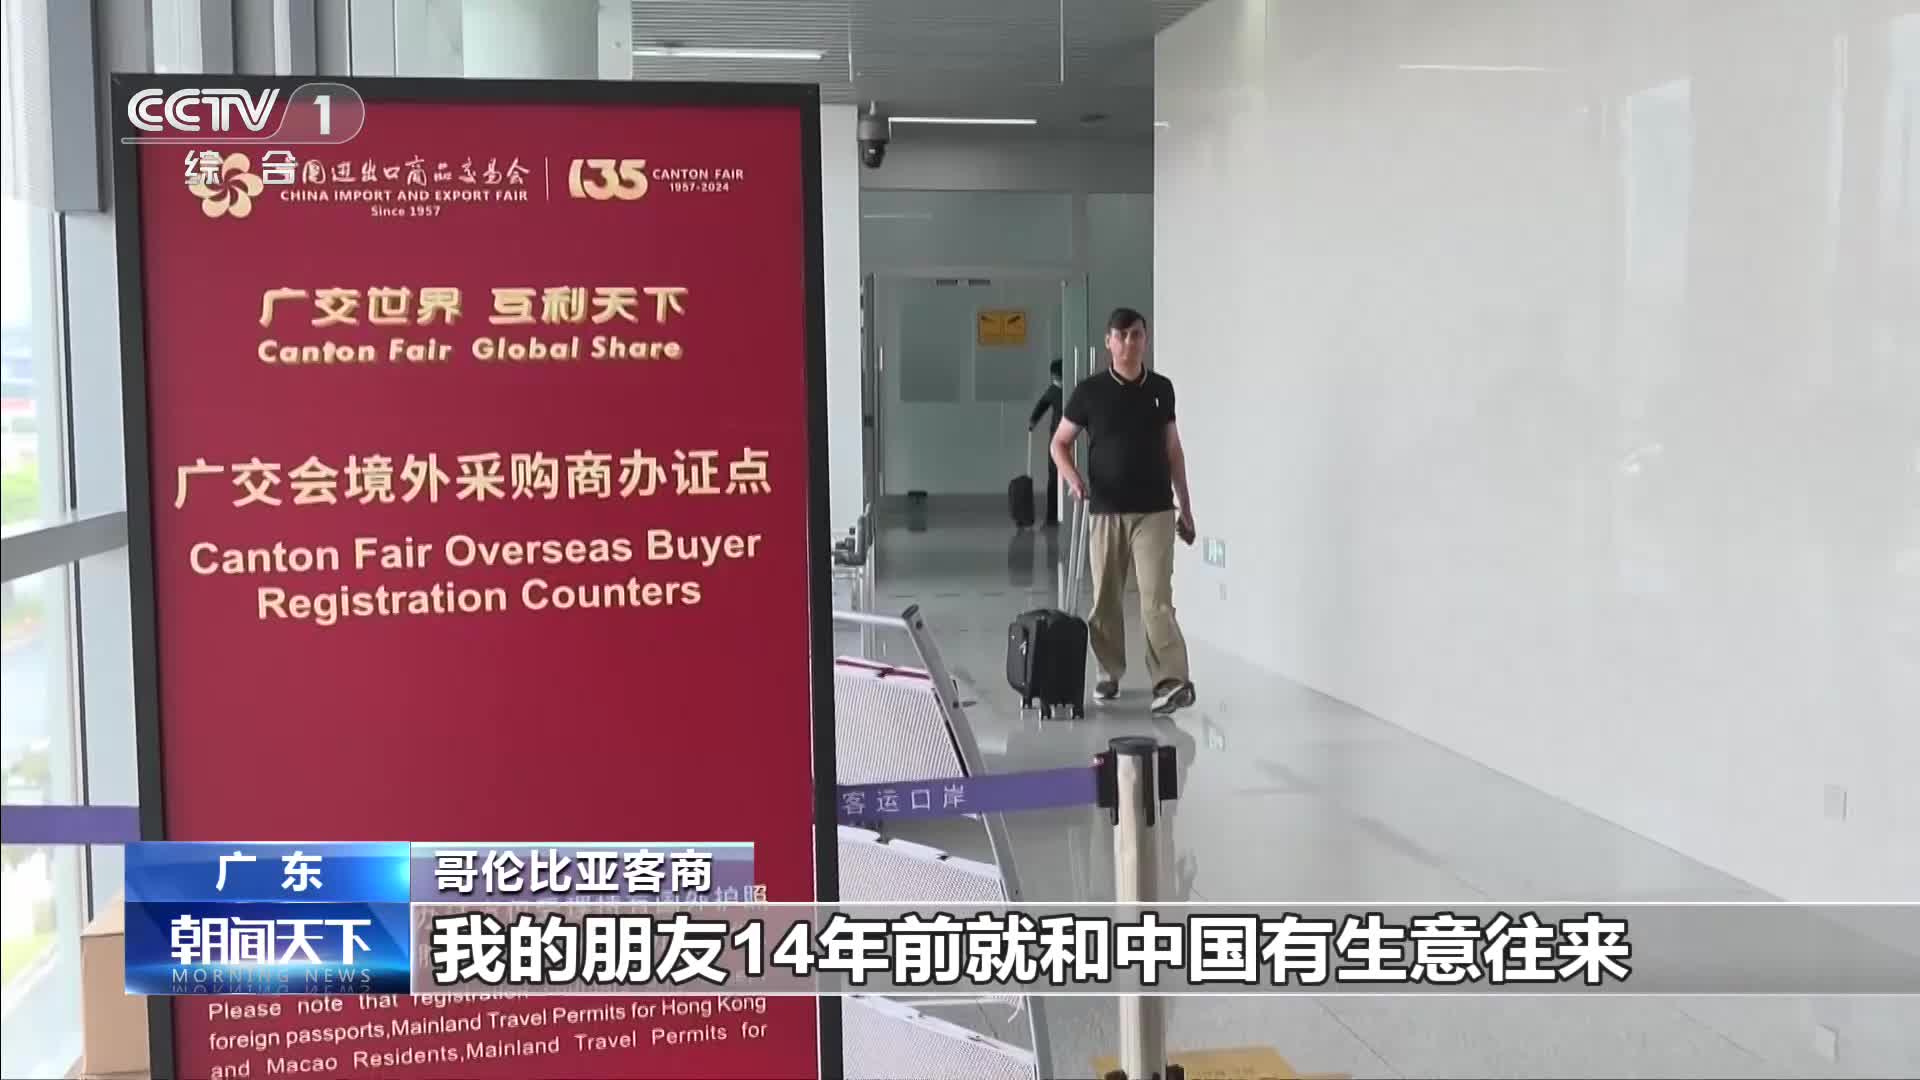 CCTV 1
综合
国进出口商品交易会
CHINA IMPORT AND EXPORT FAIR
Since 1957
135 CANTON FAIR
1957-2024
广交世界 互利天下
Canton Fair Global Share
广交会境外采购商办证点
Canton Fair Overseas Buyer
Registration Counters
客运口岸
广东
哥伦比亚客商
朝闻天下
MORNING NEWS
我的朋友14年前就和中国有生意往来
Please note that registration
foreign passports,Mainland Travel Permits for Hong Kong
and Macao Residents,Mainland Travel Permits for